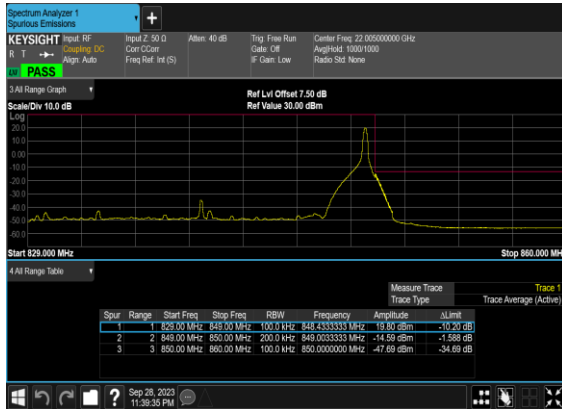 Spectrum Analyzer 1
Spurious Emissions
+
KEYSIGHT
R T
LXI
PASS
Input: RF
Coupling: DC
Align: Auto
Input Z: 50 Ω
Corr CCorr
Freq Ref: Int (S)
Atten: 40 dB
Trig: Free Run
Gate: Off
IF Gain: Low
Center Freq: 22.005000000 GHz
Avg|Hold: 1000/1000
Radio Std: None
3 All Range Graph
Scale/Div 10.0 dB
Ref Lvl Offset 7.50 dB
Ref Value 30.00 dBm
Log
20.0
10.0
0.00
-10.0
-20.0
-30.0
-40.0
-50.0
-60.0
Start 829.000 MHz
Stop 860.000 MH
4 All Range Table
Measure Trace Trace 1
Trace Type Trace Average (Active)
Spur Range Start Freq Stop Freq RBW Frequency Amplitude ΔLimit
1 1 829.00 MHz 849.00 MHz 100.0 kHz 848.4333333 MHz 19.80 dBm -10.20 dB
2 2 849.00 MHz 850.00 MHz 200.0 kHz 849.0033333 MHz -14.59 dBm -1.588 dB
3 3 850.00 MHz 860.00 MHz 100.0 kHz 850.0000000 MHz -47.69 dBm -34.69 dB
?
Sep 28, 2023
11:39:35 PM